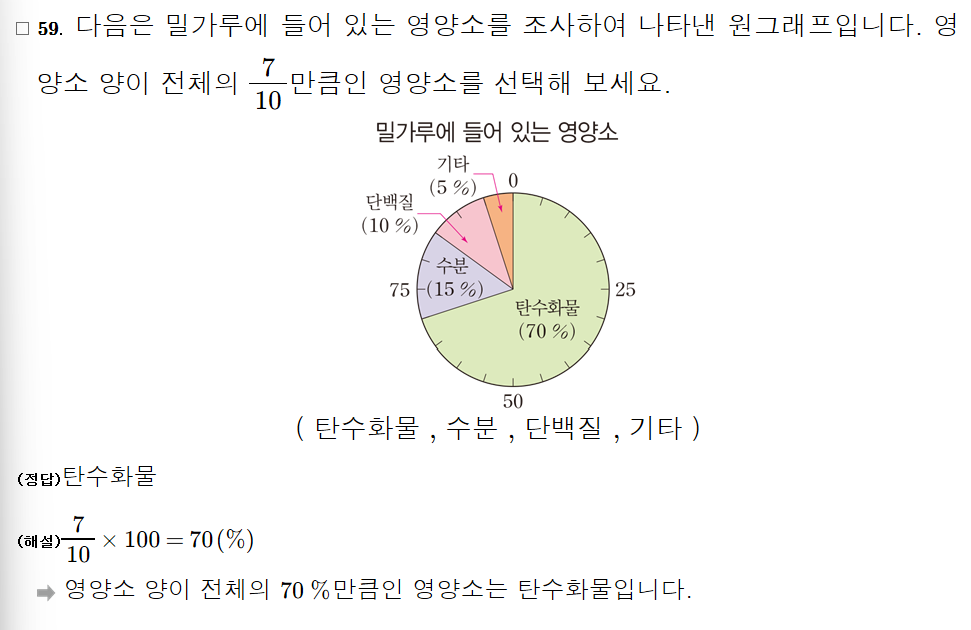 □ 59. 다음은 밀가루에 들어 있는 영양소를 조사하여 나타낸 원그래프입니다. 영
양소 양이 전체의 7/10만큼인 영양소를 선택해 보세요.
밀가루에 들어 있는 영양소
기타
(5 %)
0
단백질
(10 %)
수분
75
(15 %)
25
탄수화물
(70 %)
50
( 탄수화물 , 수분 , 단백질 , 기타 )
(정답)탄수화물
(해설) 7/10 × 100 = 70(%)
➡ 영양소 양이 전체의 70 %만큼인 영양소는 탄수화물입니다.